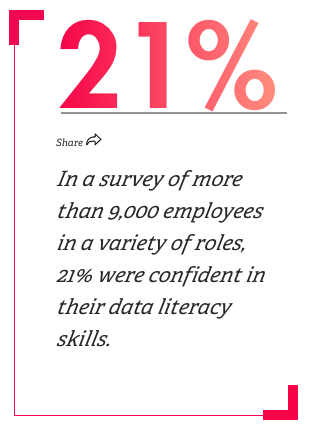 21%
Share
In a survey of more
than 9,000 employees
in a variety of roles,
21% were confident in
their data literacy
skills.